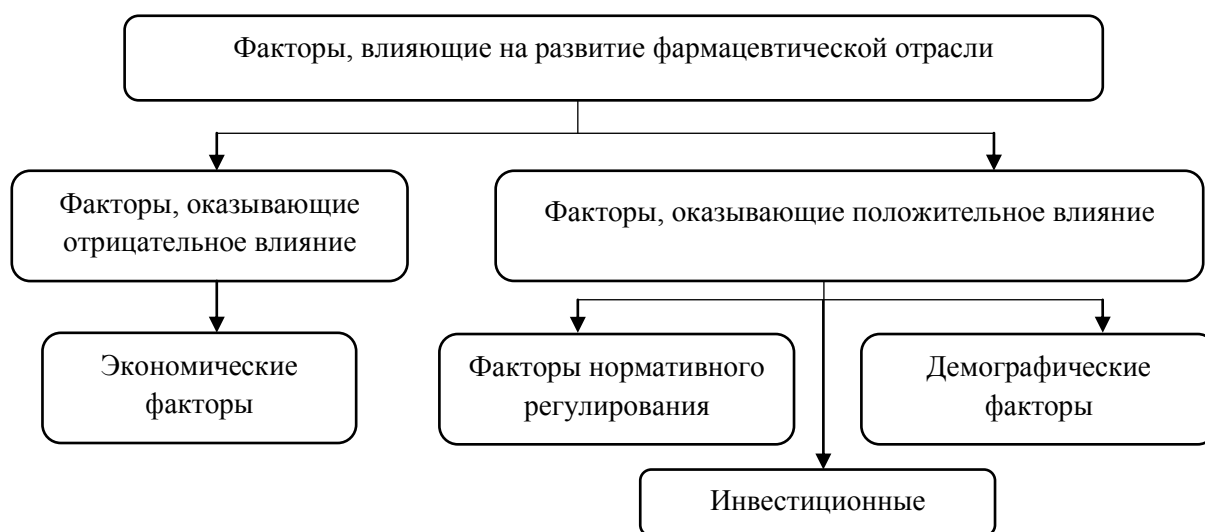 Факторы, влияющие на развитие фармацевтической отрасли
Факторы, оказывающие
отрицательное влияние
Факторы, оказывающие положительное влияние
Экономические
факторы
Факторы нормативного
регулирования
Демографические
факторы
Инвестиционные